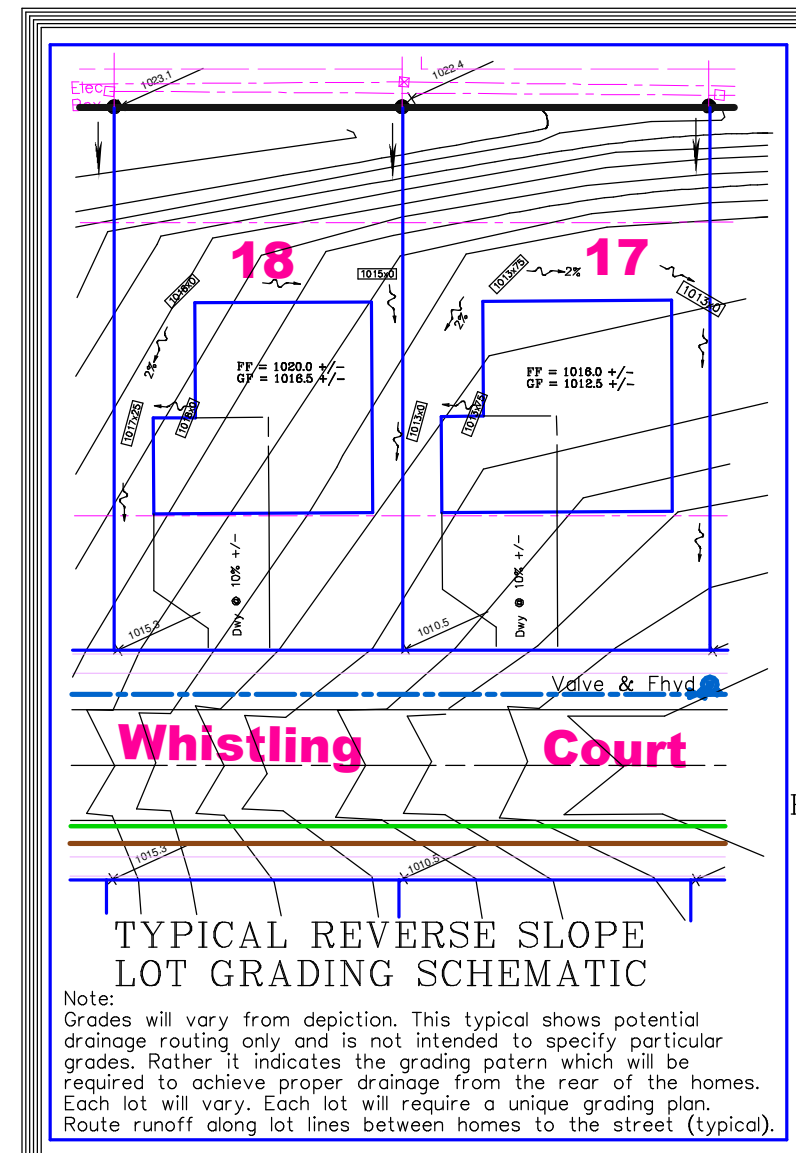 1023.1
1022.4
L
Elec
Box
18
17
1018x0
1015x0
1013x75
2%
1013x0
2%
2%
FF = 1020.0 +/-
GF = 1016.5 +/-
FF = 1016.0 +/-
GF = 1012.5 +/-
1017x25
1013x0
Dwy @ 10% +/-
Dwy @ 10% +/-
1015.3
1010.5
Valve & Fhyd
Whistling Court
1015.3
1010.5
TYPICAL REVERSE SLOPE
LOT GRADING SCHEMATIC
Note:
Grades will vary from depiction. This typical shows potential
drainage routing only and is not intended to specify particular
grades. Rather it indicates the grading patern which will be
required to achieve proper drainage from the rear of the homes.
Each lot will vary. Each lot will require a unique grading plan.
Route runoff along lot lines between homes to the street (typical).